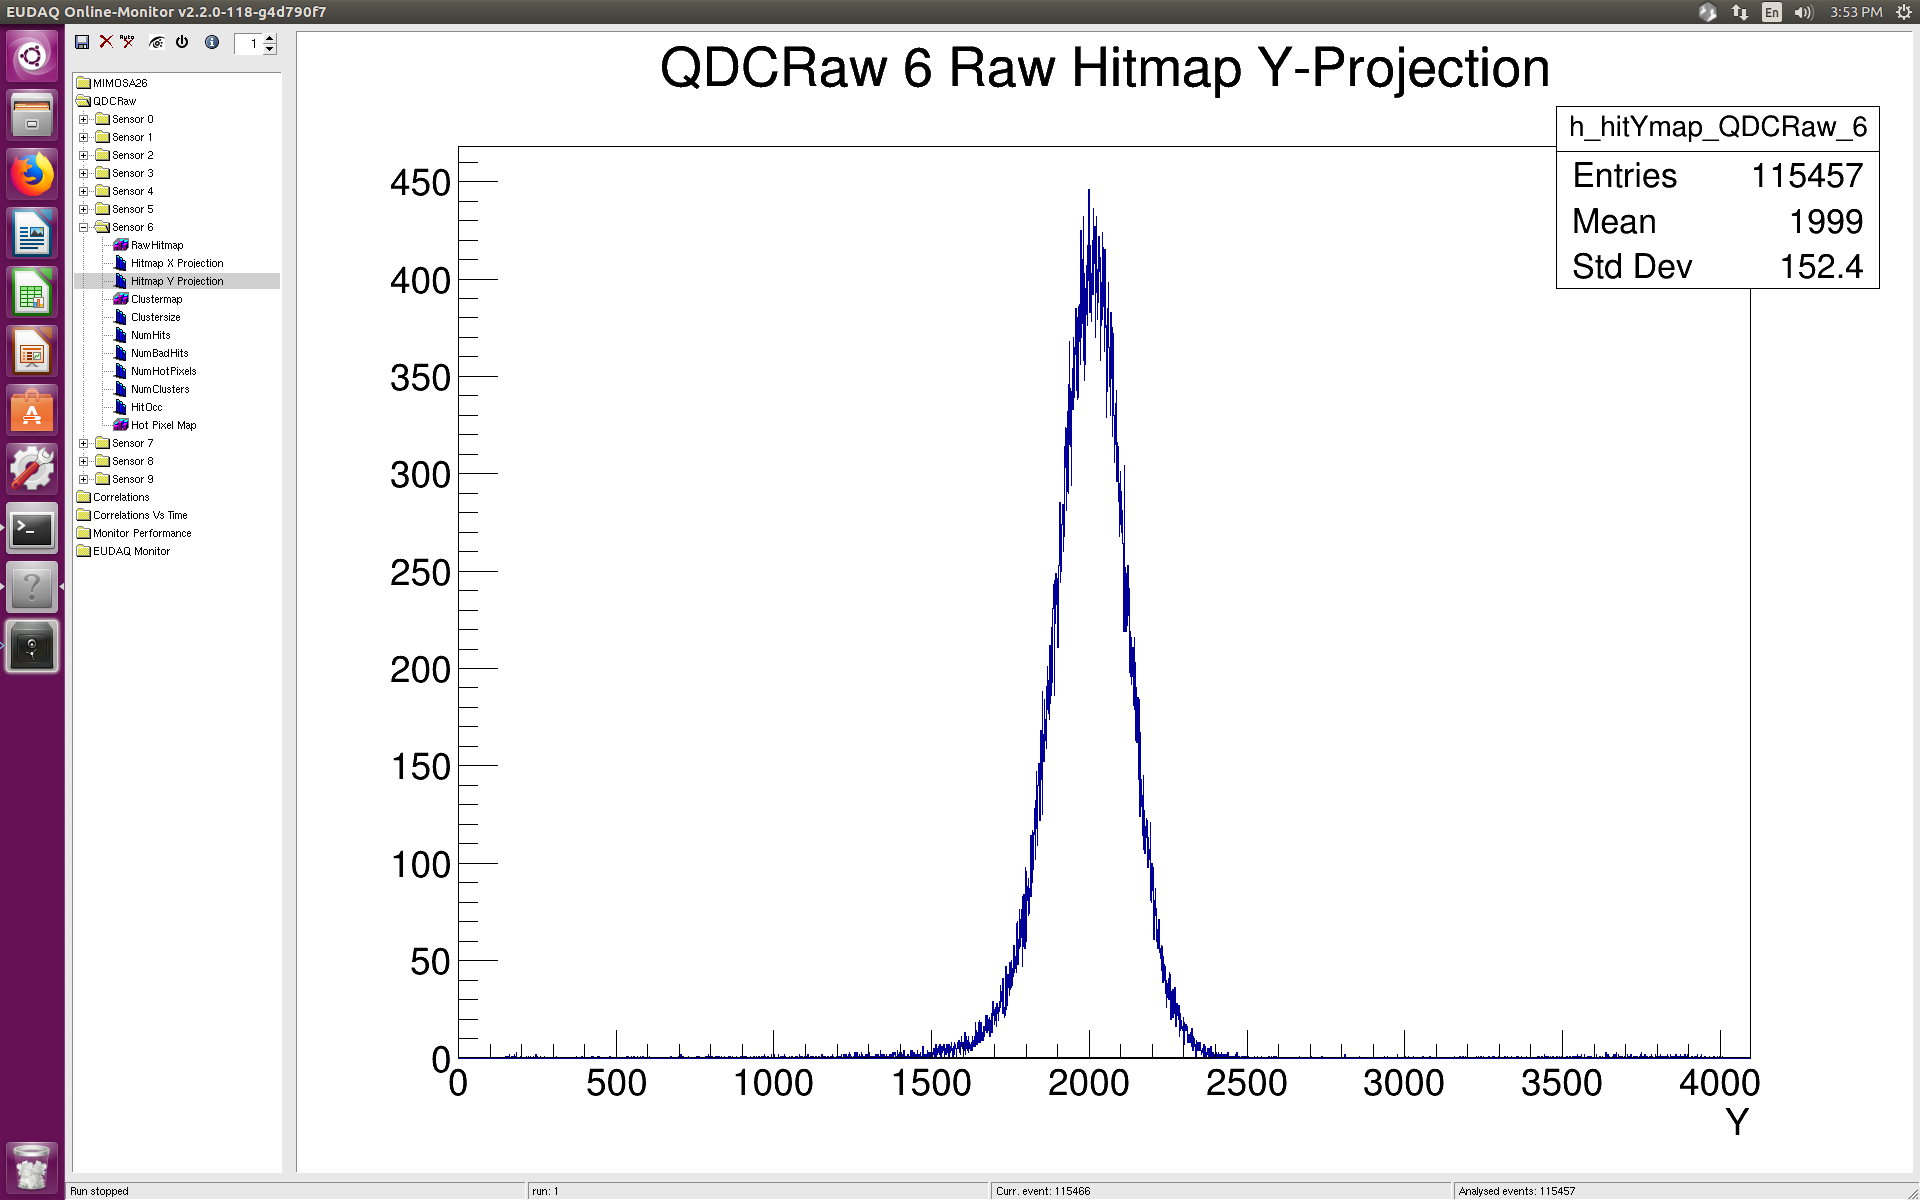 EUDAQ Online-Monitor v2.2.0-118-g4d790f7
En
3:53 PM
Auto
1
MIMOSA26
QDCRaw
Sensor 0
Sensor 1
Sensor 2
Sensor 3
Sensor 4
Sensor 5
Sensor 6
RawHitmap
Hitmap X Projection
Hitmap Y Projection
Clustermap
Clustersize
NumHits
NumBadHits
NumHotPixels
NumClusters
HitOcc
Hot Pixel Map
Sensor 7
Sensor 8
Sensor 9
Correlations
Correlations Vs Time
Monitor Performance
EUDAQ Monitor
QDCRaw 6 Raw Hitmap Y-Projection
h_hitYmap_QDCRaw_6
Entries 115457
Mean 1999
Std Dev 152.4
450
400
350
300
250
200
150
100
50
0
0 500 1000 1500 2000 2500 3000 3500 4000
Y
Run stopped
run: 1
Curr. event: 115466
Analysed events: 115457